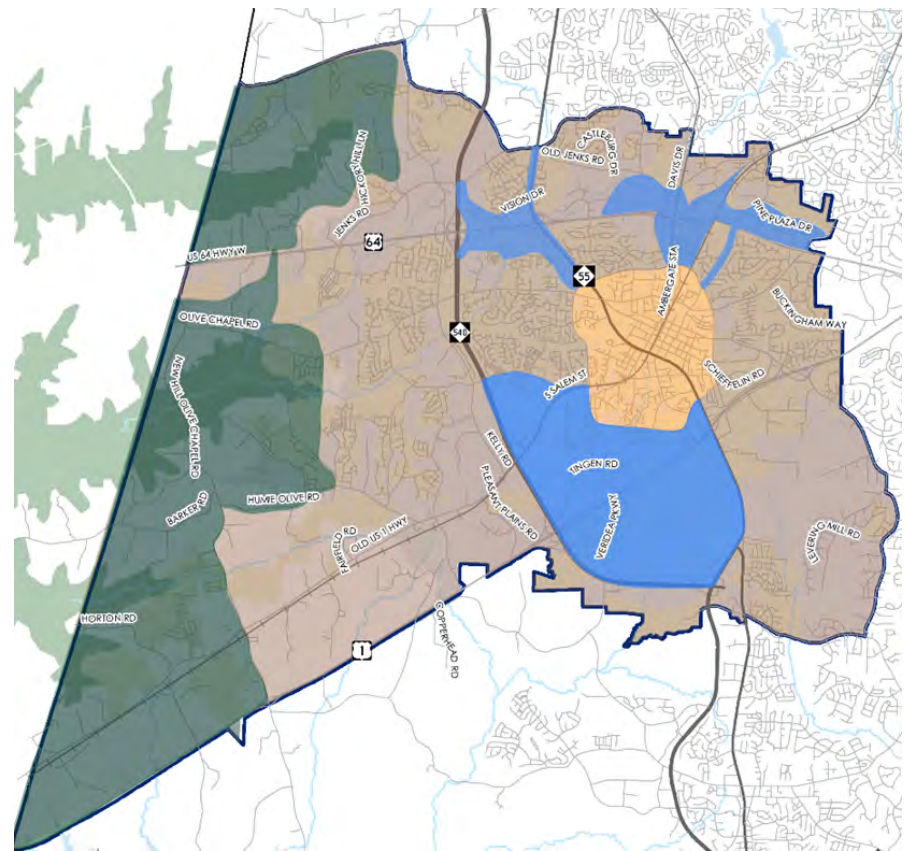 CASTLEBURG DR
OLD JENKS RD
DAVIS DR
HICKORY HILL LN
VISION DR
PINE PLAZA DR
JENKS RD
64
US 64 HWY W
55
AMBERGATE STA
BUCKINGHAM WAY
OLIVE CHAPEL RD
540
SCHIEFFELIN RD
S SALEM ST
NEW HILL OLIVE CHAPEL RD
KELLY RD
TINGEN RD
PLEASANT PLAINS RD
HUMIE OLIVE RD
BARKER RD
FAIRFIELD RD
OLD US 1 HWY
VERIDEA PKWY
LEVERING MILL RD
HORTON RD
COPPERHEAD RD
1